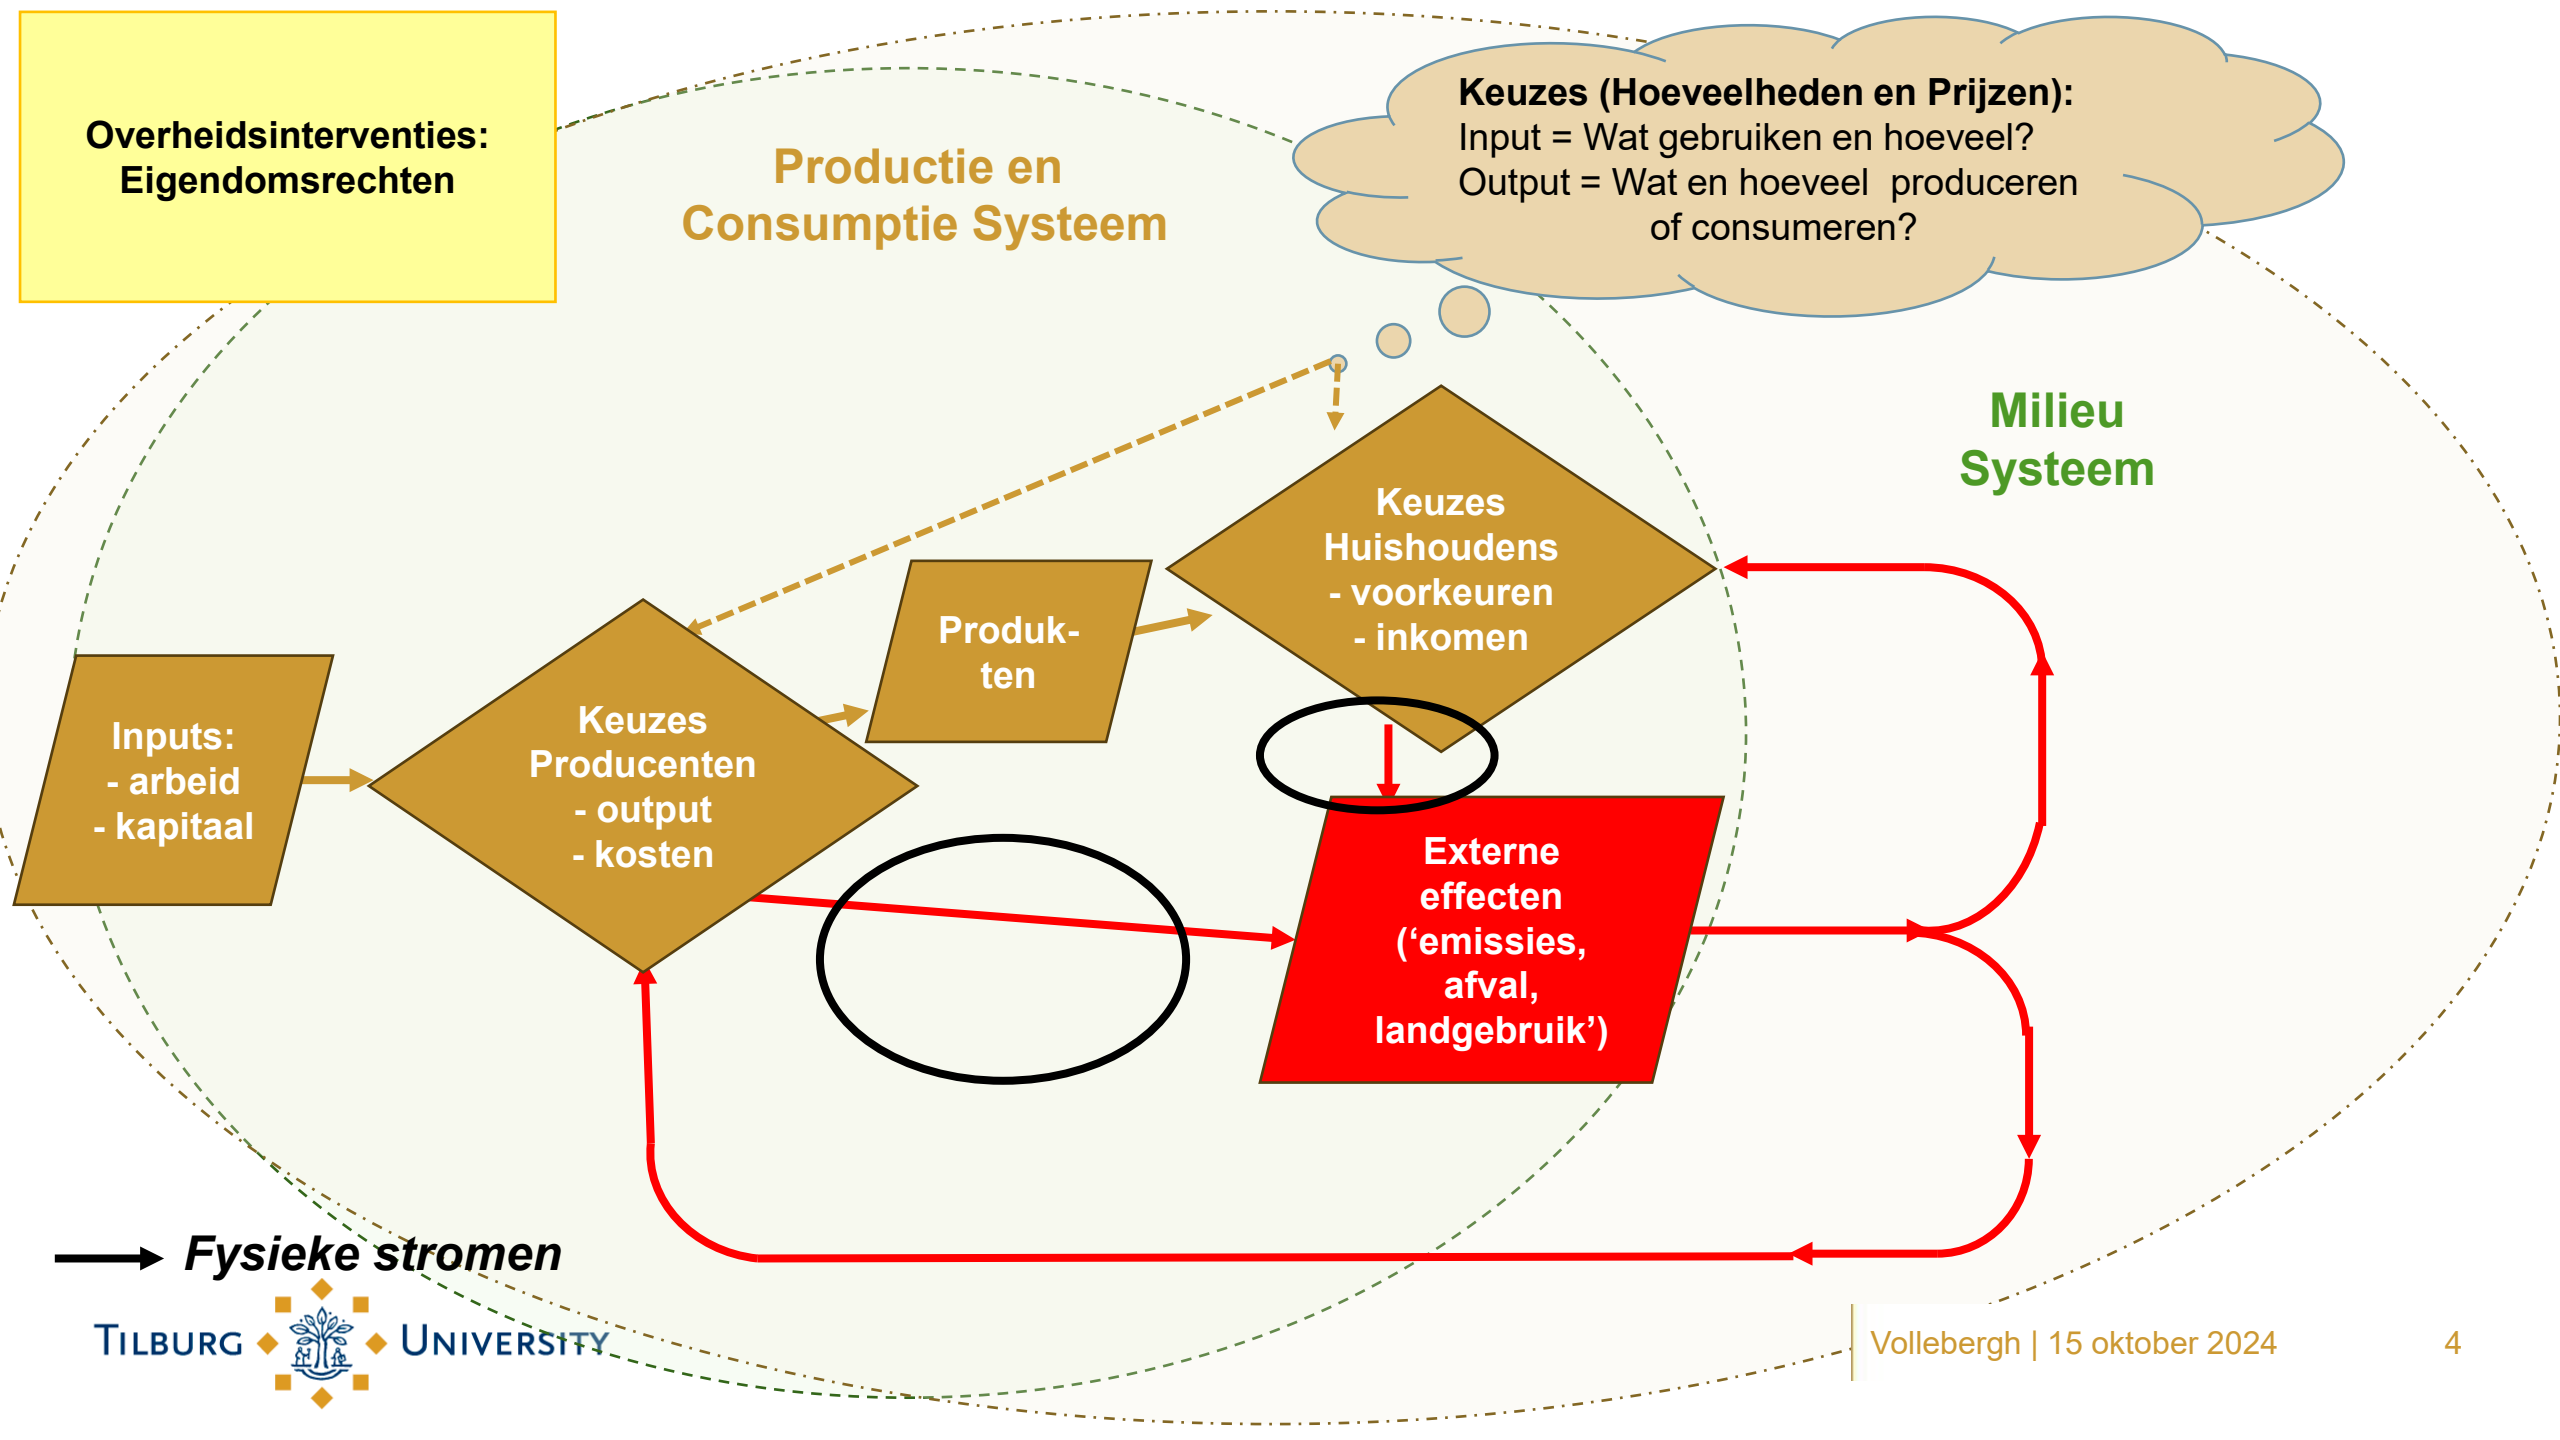 Overheidsinterventies:
Eigendomsrechten
Productie en
Consumptie Systeem
Keuzes (Hoeveelheden en Prijzen):
Input = Wat gebruiken en hoeveel?
Output = Wat en hoeveel produceren
of consumeren?
Milieu
Systeem
Keuzes
Huishoudens
- voorkeuren
- inkomen
Produk-
ten
Inputs:
- arbeid
- kapitaal
Keuzes
Producenten
- output
- kosten
Externe
effecten
(‘emissies,
afval,
landgebruik’)
Fysieke stromen
TILBURG UNIVERSITY
Vollebergh | 15 oktober 2024
4